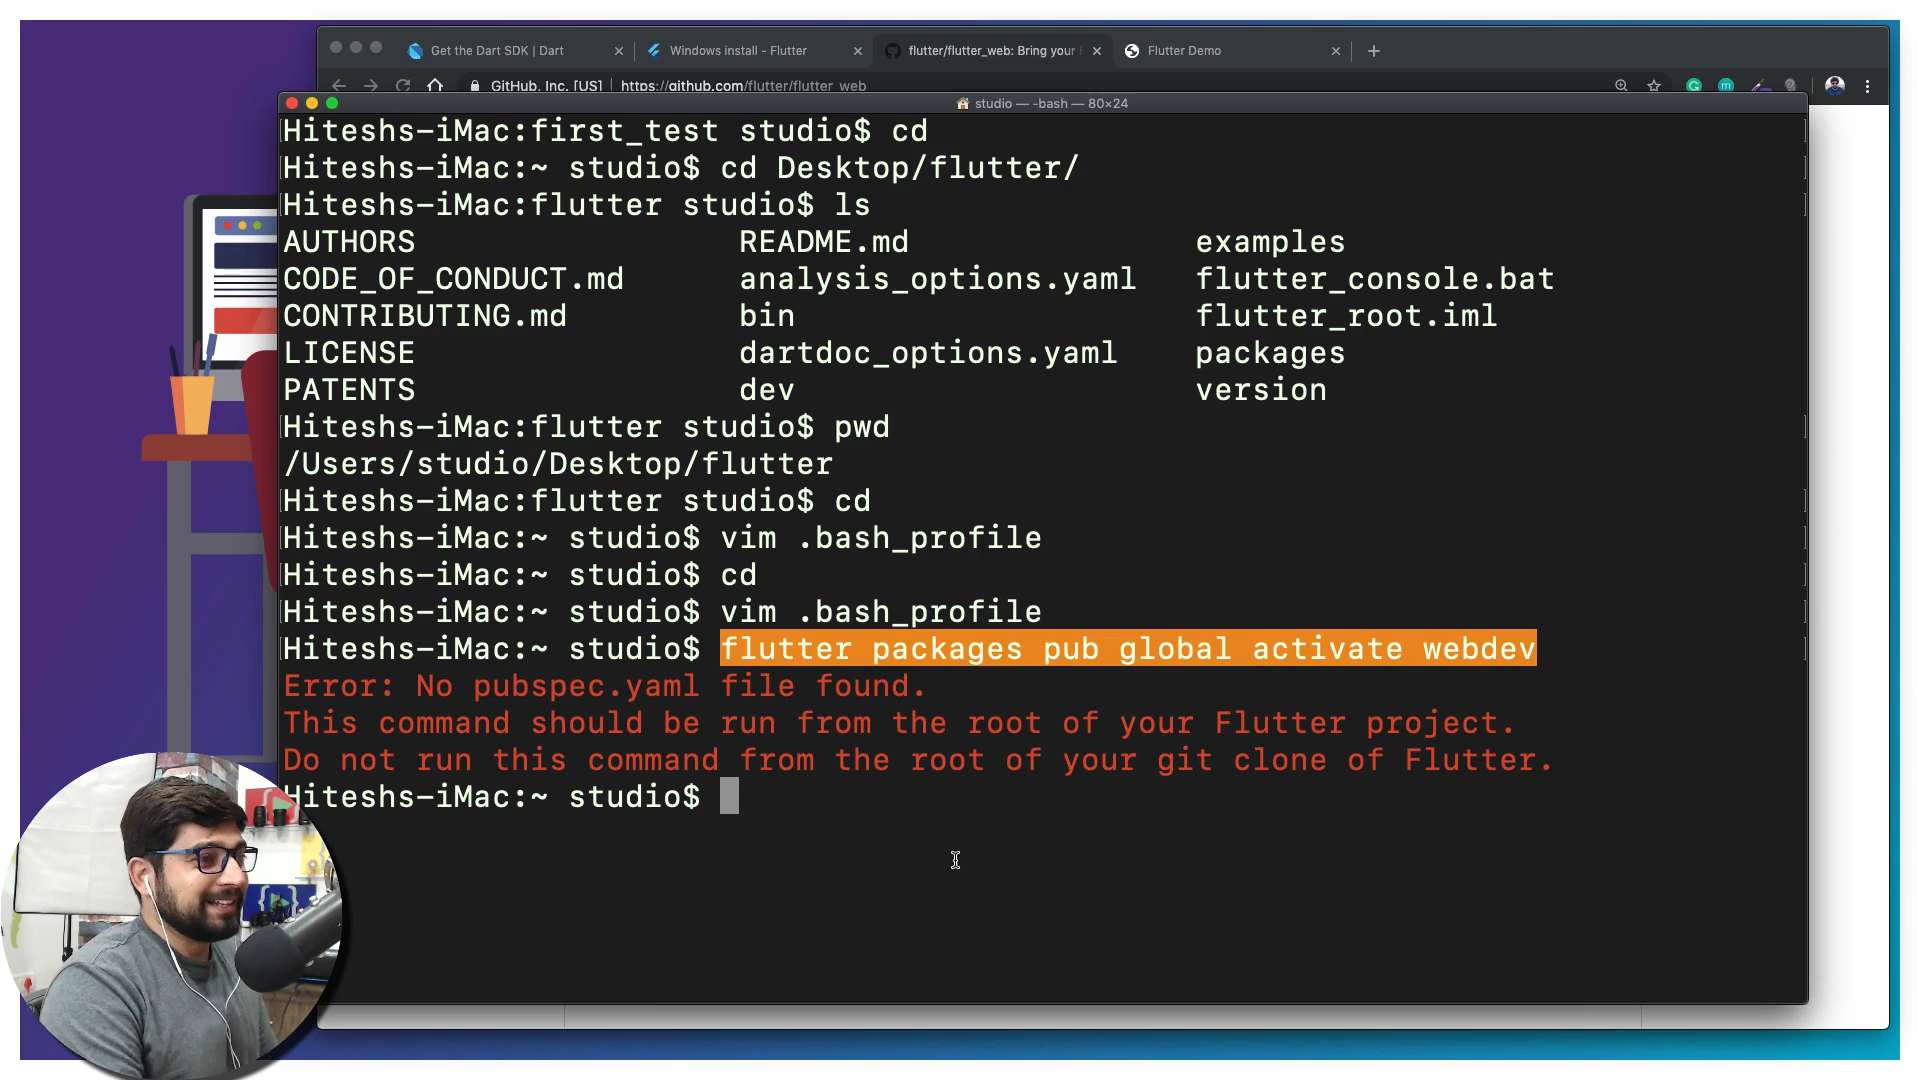 Get the Dart SDK | Dart
Windows install - Flutter
flutter/flutter_web: Bring your
Flutter Demo
GitHub, Inc. [US] https://github.com/flutter/flutter_web
studio — -bash — 80×24
Hiteshs-iMac:first_test studio$ cd
Hiteshs-iMac:~ studio$ cd Desktop/flutter/
Hiteshs-iMac:flutter studio$ ls
AUTHORS README.md examples
CODE_OF_CONDUCT.md analysis_options.yaml flutter_console.bat
CONTRIBUTING.md bin flutter_root.iml
LICENSE dartdoc_options.yaml packages
PATENTS dev version
Hiteshs-iMac:flutter studio$ pwd
/Users/studio/Desktop/flutter
Hiteshs-iMac:flutter studio$ cd
Hiteshs-iMac:~ studio$ vim .bash_profile
Hiteshs-iMac:~ studio$ cd
Hiteshs-iMac:~ studio$ vim .bash_profile
Hiteshs-iMac:~ studio$ flutter packages pub global activate webdev
Error: No pubspec.yaml file found.
This command should be run from the root of your Flutter project.
Do not run this command from the root of your git clone of Flutter.
Hiteshs-iMac:~ studio$